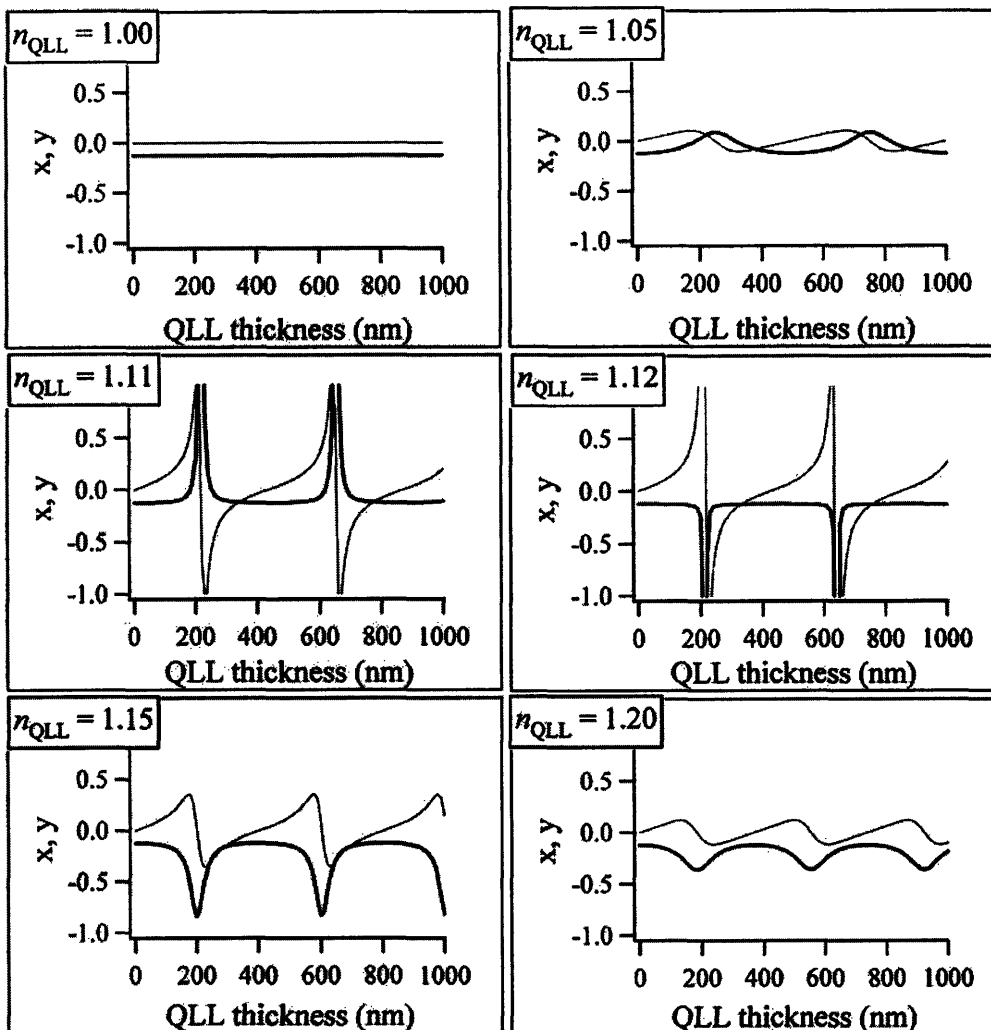 n_QLL = 1.00
0.5
0.0
-0.5
-1.0
x, y
0 200 400 600 800 1000
QLL thickness (nm)
n_QLL = 1.05
0.5
0.0
-0.5
-1.0
x, y
0 200 400 600 800 1000
QLL thickness (nm)
n_QLL = 1.11
0.5
0.0
-0.5
-1.0
x, y
0 200 400 600 800 1000
QLL thickness (nm)
n_QLL = 1.12
0.5
0.0
-0.5
-1.0
x, y
0 200 400 600 800 1000
QLL thickness (nm)
n_QLL = 1.15
0.5
0.0
-0.5
-1.0
x, y
0 200 400 600 800 1000
QLL thickness (nm)
n_QLL = 1.20
0.5
0.0
-0.5
-1.0
x, y
0 200 400 600 800 1000
QLL thickness (nm)